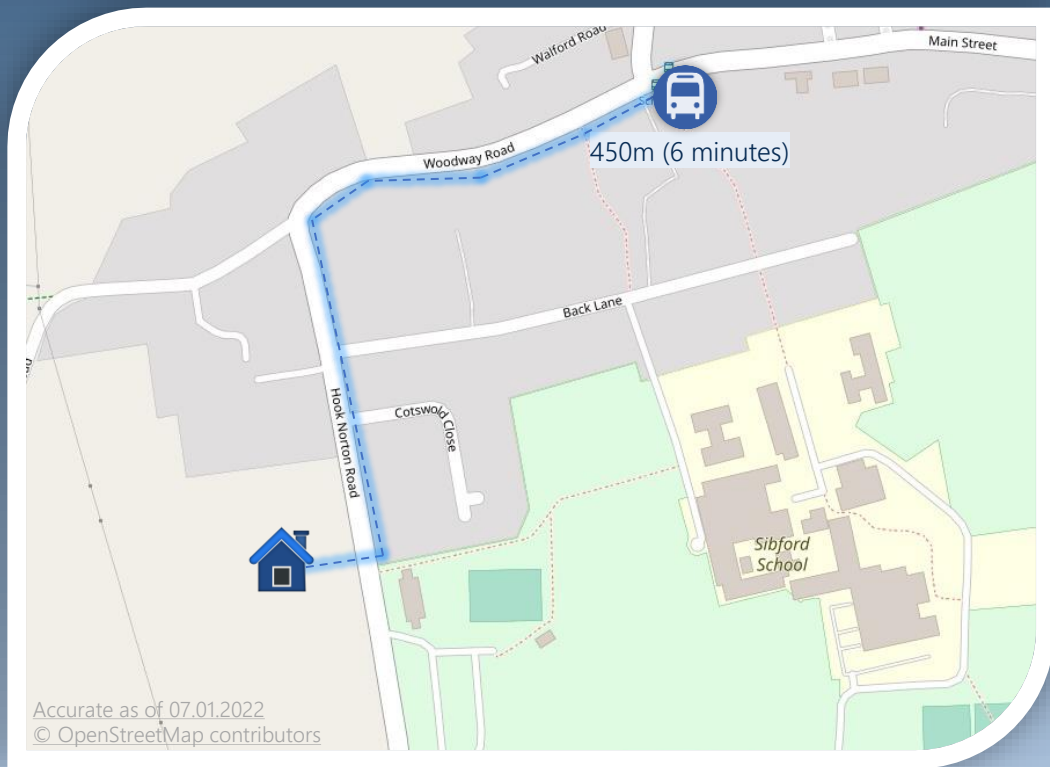 Walford Road
Main Street
Woodway Road
450m (6 minutes)
Back Lane
Hook Norton Road
Cotswold Close
Sibford
School
Accurate as of 07.01.2022
© OpenStreetMap contributors